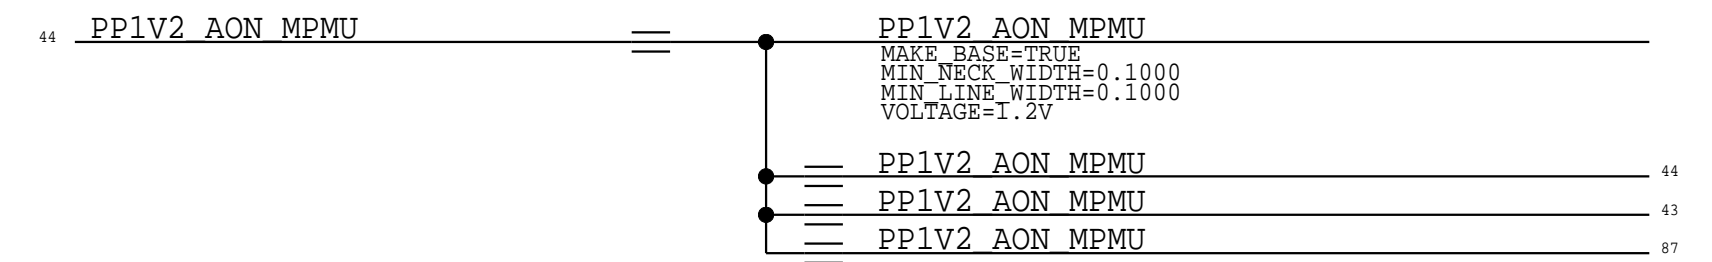 44 PP1V2_AON_MPMU PP1V2_AON_MPMU
MAKE_BASE=TRUE
MIN_NECK_WIDTH=0.1000
MIN_LINE_WIDTH=0.1000
VOLTAGE=1.2V
PP1V2_AON_MPMU 44
PP1V2_AON_MPMU 43
PP1V2_AON_MPMU 87